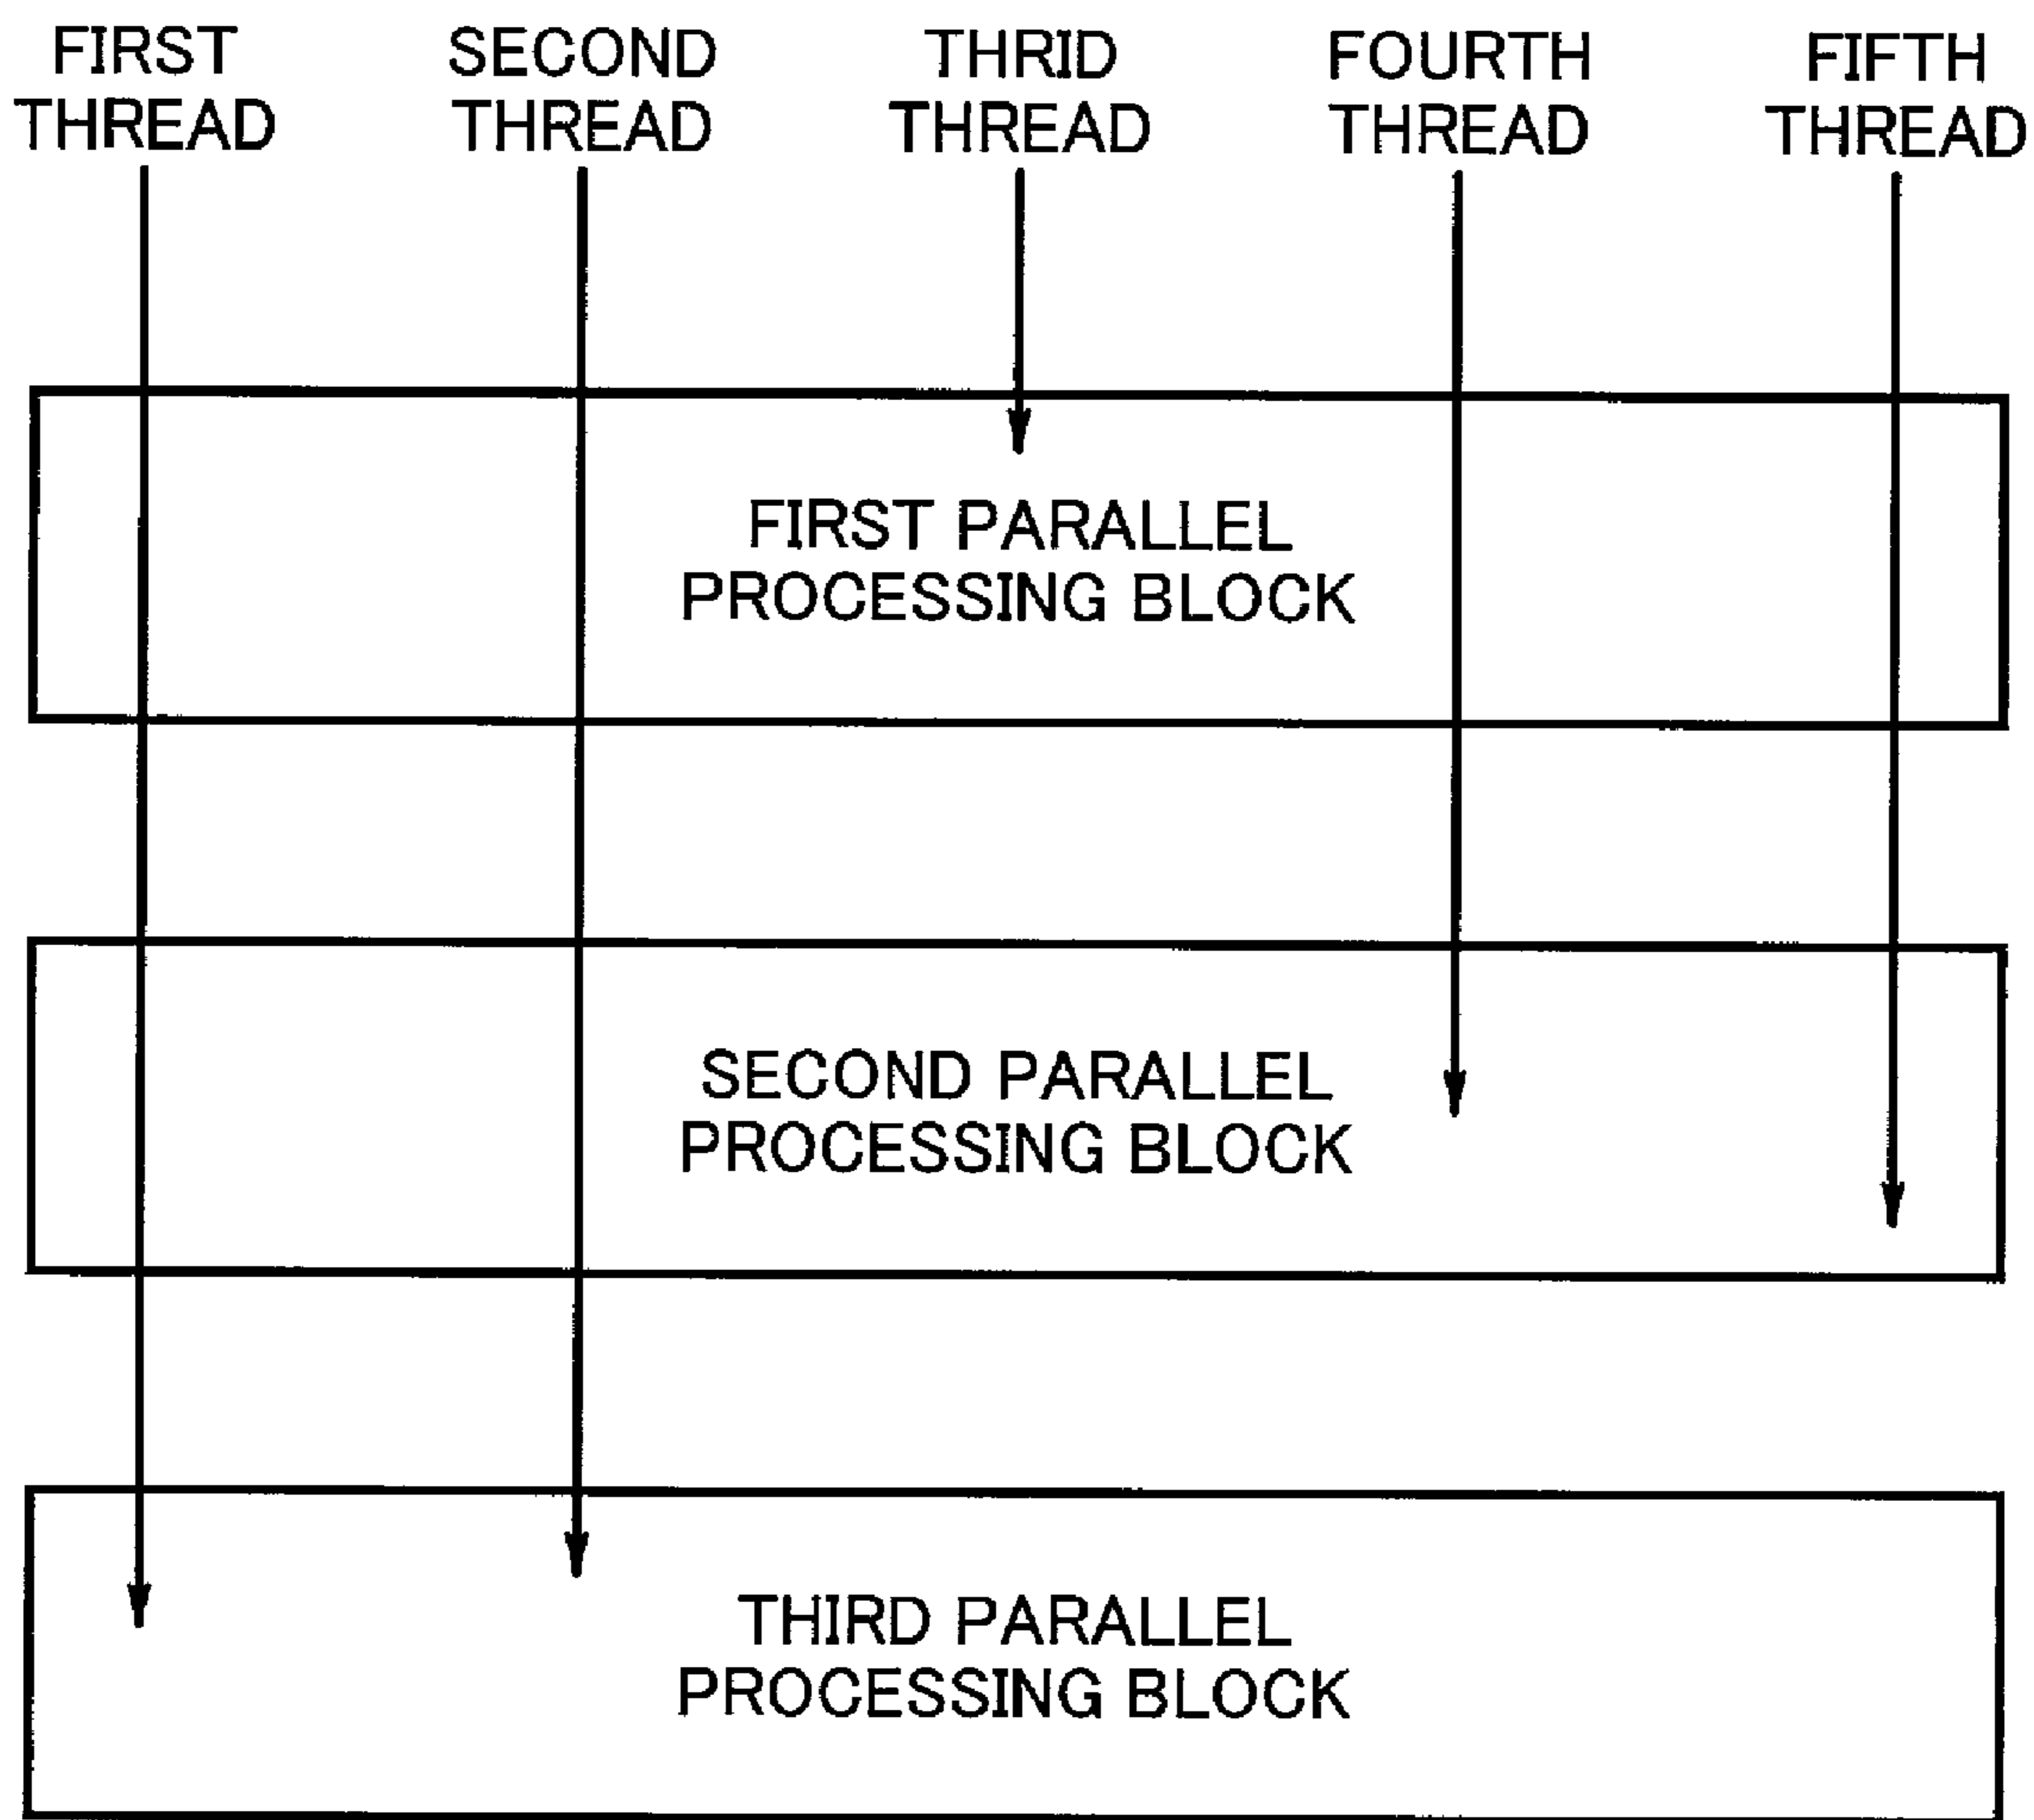 FIRST
THREAD
SECOND
THREAD
THRID
THREAD
FOURTH
THREAD
FIFTH
THREAD
FIRST PARALLEL
PROCESSING BLOCK
SECOND PARALLEL
PROCESSING BLOCK
THIRD PARALLEL
PROCESSING BLOCK